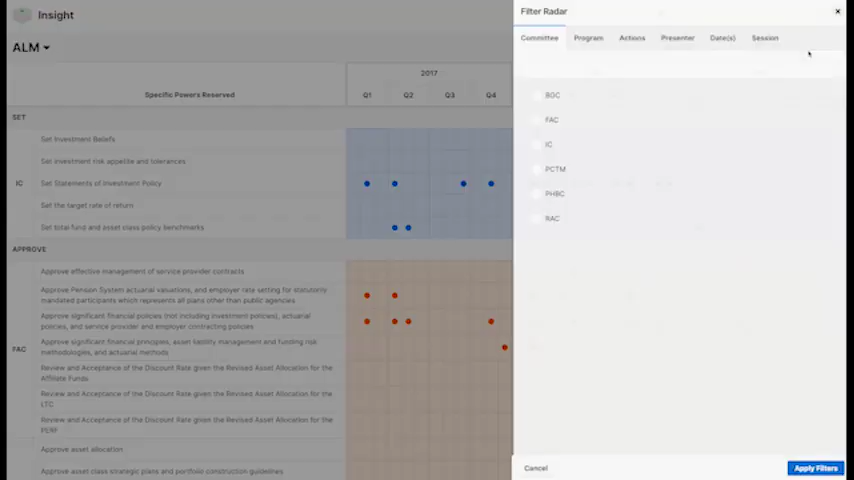 Insight
ALM
Specific Powers Reserved
2017
Q1 Q2 Q3 Q4
SET
IC
Set Investment Beliefs
Set investment risk appetite and tolerances
Set Statements of Investment Policy
Set the target rate of return
Set total fund and asset class policy benchmarks
APPROVE
FAC
Approve effective management of service provider contracts
Approve Pension System actuarial valuations, and employer rate setting for statutorily
mandated participants which represents all plans other than public agencies
Approve significant financial policies (not including investment policies), actuarial
policies, and service provider and employer contracting policies
Approve significant financial principles, asset liability management and funding risk
methodologies, and actuarial methods
Review and Acceptance of the Discount Rate given the Revised Asset Allocation for the
Affiliate Funds
Review and Acceptance of the Discount Rate given the Revised Asset Allocation for the
LTC
Review and Acceptance of the Discount Rate given the Revised Asset Allocation for the
PERF
Approve asset allocation
Approve asset class strategic plans and portfolio construction guidelines
Filter Radar
×
Committee Program Actions Presenter Date(s) Session
BGC
FAC
IC
PCTM
PHBC
RAC
Cancel
Apply Filters